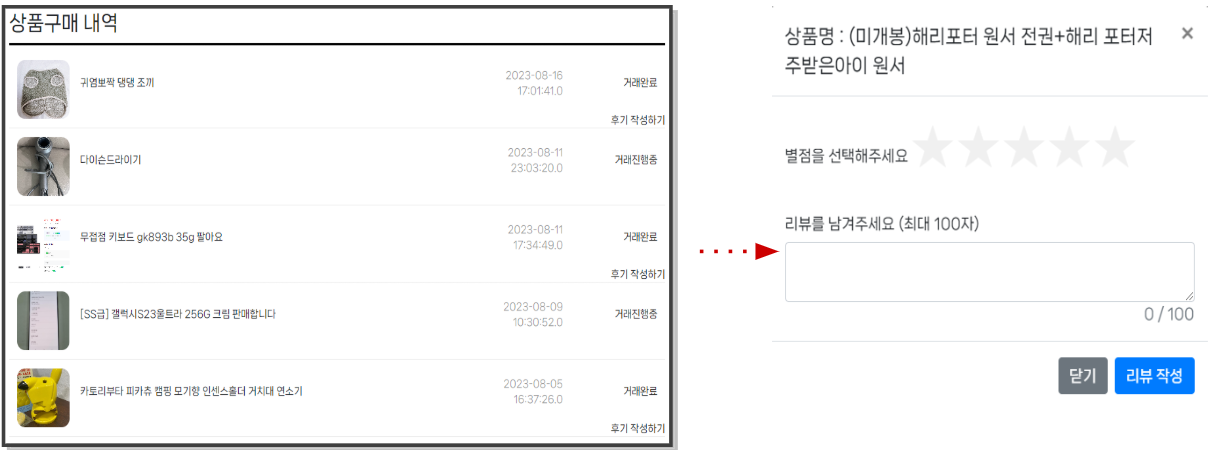 상품구매 내역
귀염뽀짝 댕댕 조끼
2023-08-16
17:01:41.0
거래완료
후기 작성하기
다이슨드라이기
2023-08-11
23:03:20.0
거래진행중
무접점 키보드 gk893b 35g 팔아요
2023-08-11
17:34:49.0
거래완료
후기 작성하기
[SS급] 갤럭시S23울트라 256G 크림 판매합니다
2023-08-09
10:30:52.0
거래진행중
카토리부타 피카츄 캠핑 모기향 인센스홀더 거치대 연소기
2023-08-05
16:37:26.0
거래완료
후기 작성하기
상품명 : (미개봉)해리포터 원서 전권+해리 포터저
주받은아이 원서
×
별점을 선택해주세요 ★★★★★
리뷰를 남겨주세요 (최대 100자)
0 / 100
닫기
리뷰 작성